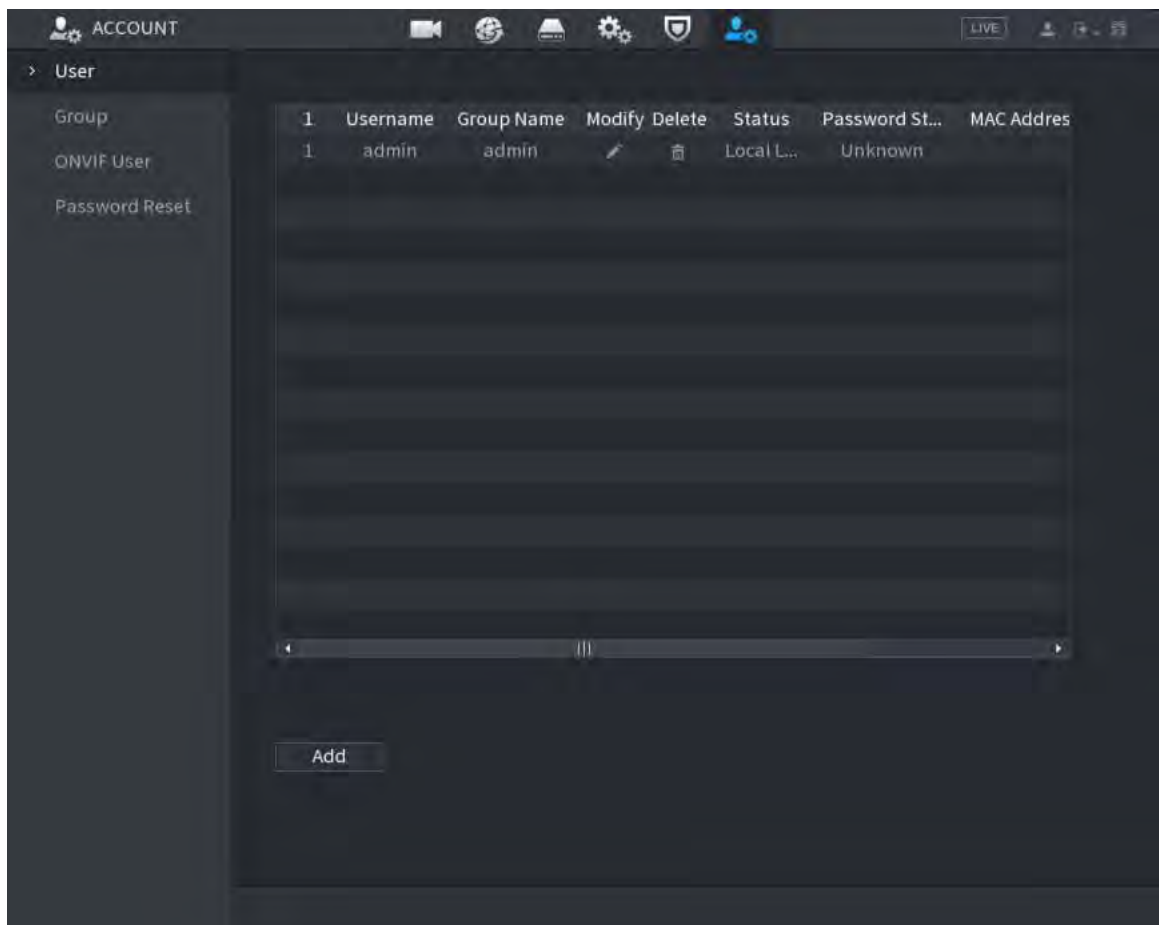 ACCOUNT LIVE
User
Group
ONVIF User
Password Reset
1 Username Group Name Modify Delete Status Password St... MAC Addres
1 admin admin Local L... Unknown
Add